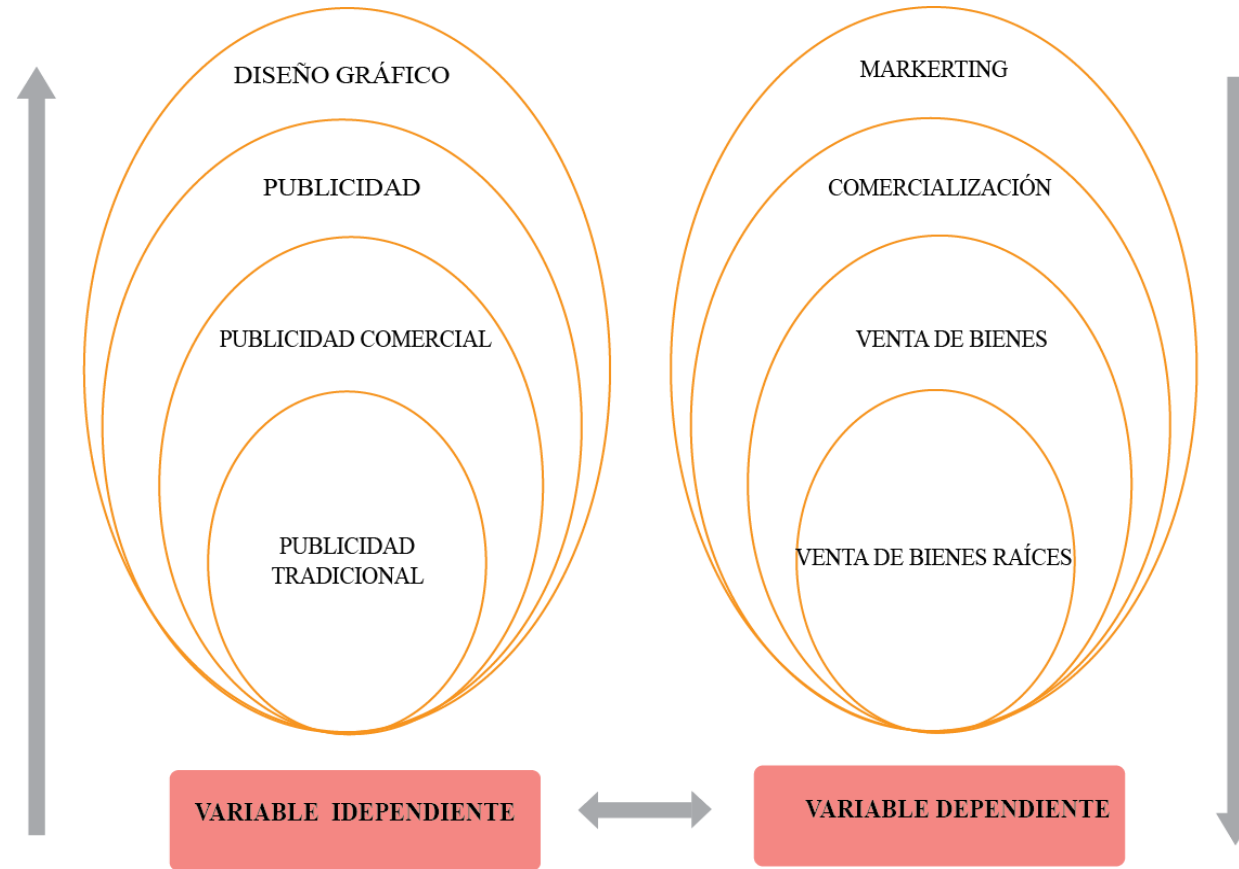 DISEÑO GRÁFICO
PUBLICIDAD
PUBLICIDAD COMERCIAL
PUBLICIDAD
TRADICIONAL
VARIABLE IDEPENDIENTE
MARKERTING
COMERCIALIZACIÓN
VENTA DE BIENES
VENTA DE BIENES RAÍCES
VARIABLE DEPENDIENTE